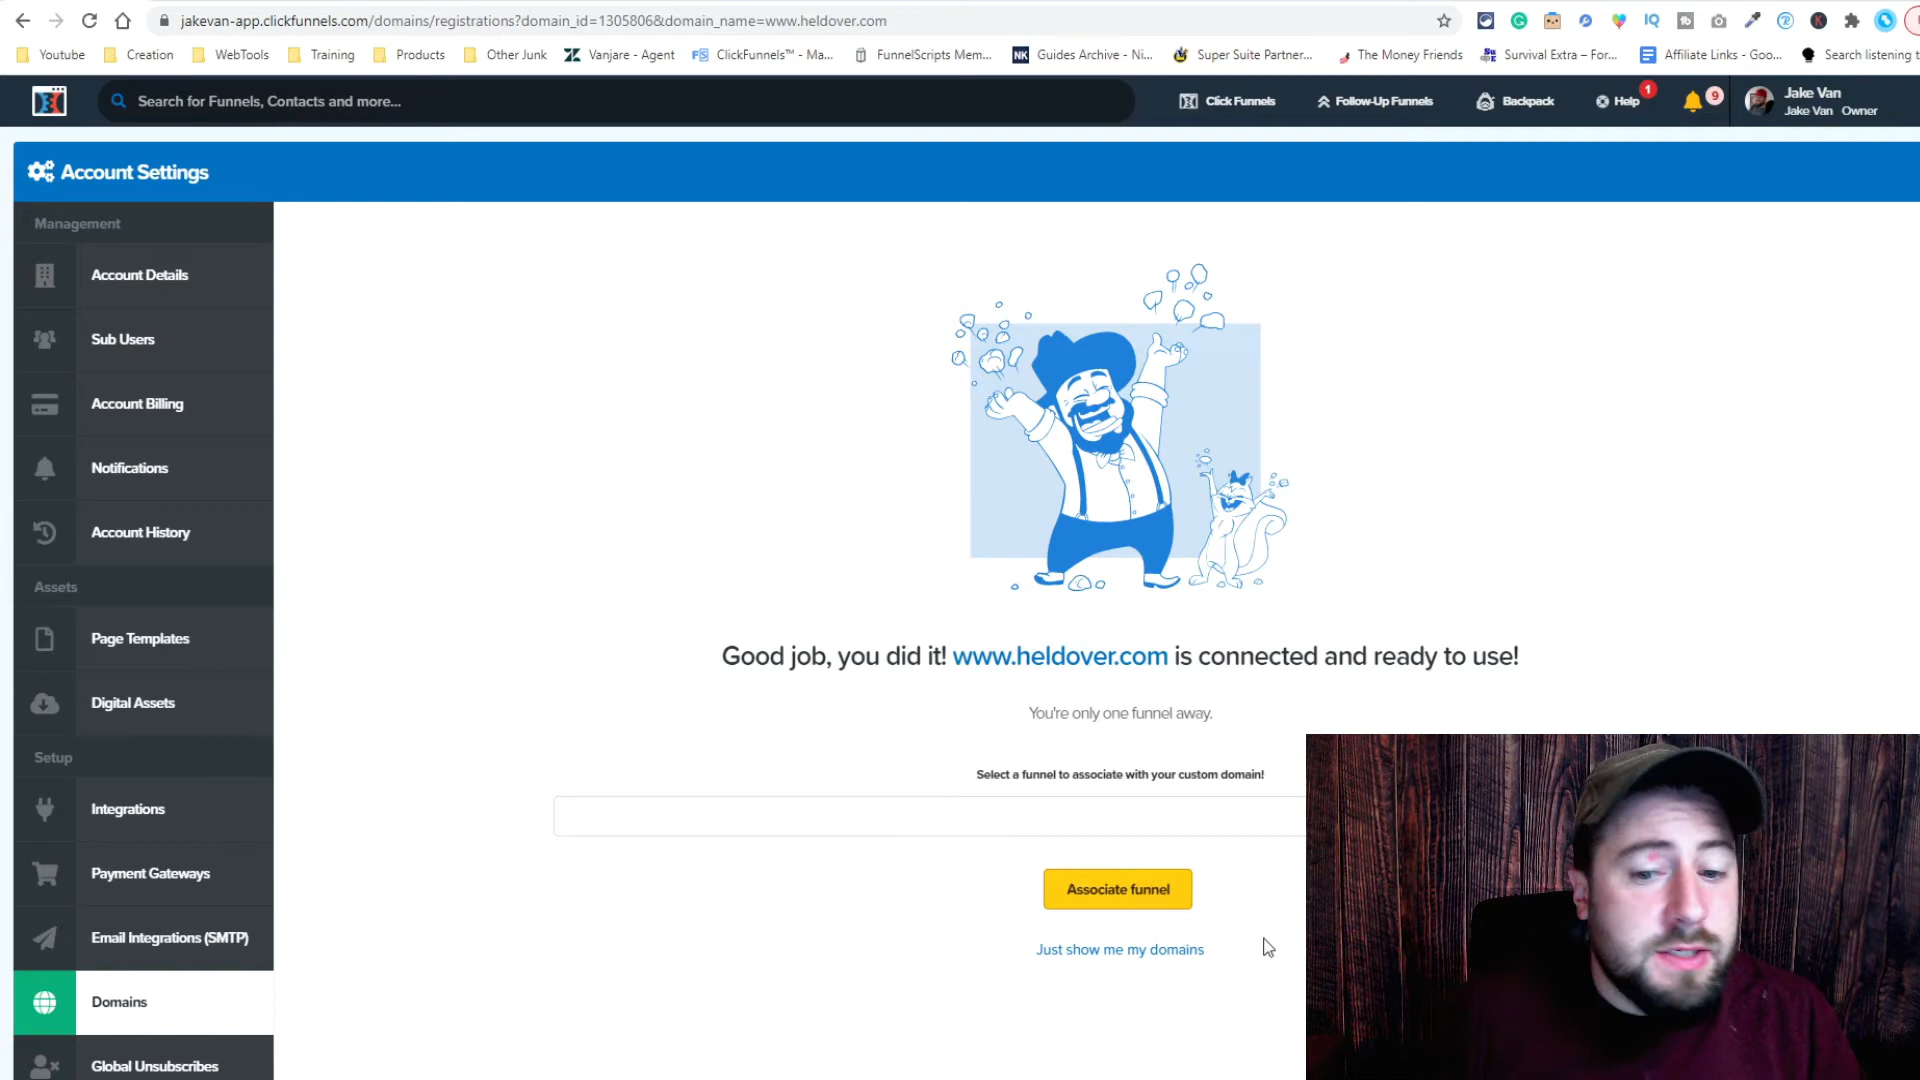 jakevan-app.clickfunnels.com/domains/registrations?domain_id=1305806&domain_name=www.heldover.com
IQ
Youtube
Creation
WebTools
Training
Products
Other Junk
Vanjare - Agent
FS ClickFunnels™ - Ma...
FunnelScripts Mem...
NK Guides Archive - Ni...
Super Suite Partner...
The Money Friends
Su Survival Extra – For...
Affiliate Links - Goo...
Search listening t
Search for Funnels, Contacts and more...
Click Funnels
Follow-Up Funnels
Backpack
Help
1
9
Jake Van
Jake Van Owner
Account Settings
Management
Account Details
Sub Users
Account Billing
Notifications
Account History
Assets
Page Templates
Digital Assets
Setup
Integrations
Payment Gateways
Email Integrations (SMTP)
Domains
Global Unsubscribes
Good job, you did it! www.heldover.com is connected and ready to use!
You're only one funnel away.
Select a funnel to associate with your custom domain!
Associate funnel
Just show me my domains